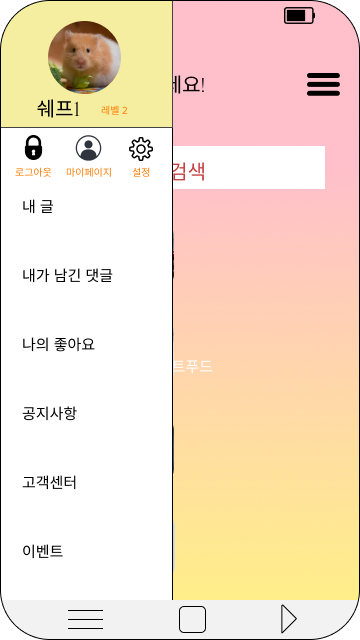 세요!
쉐프1
레벨 2
로그아웃
마이페이지
설정
검색
내 글
내가 남긴 댓글
나의 좋아요
트푸드
공지사항
고객센터
이벤트